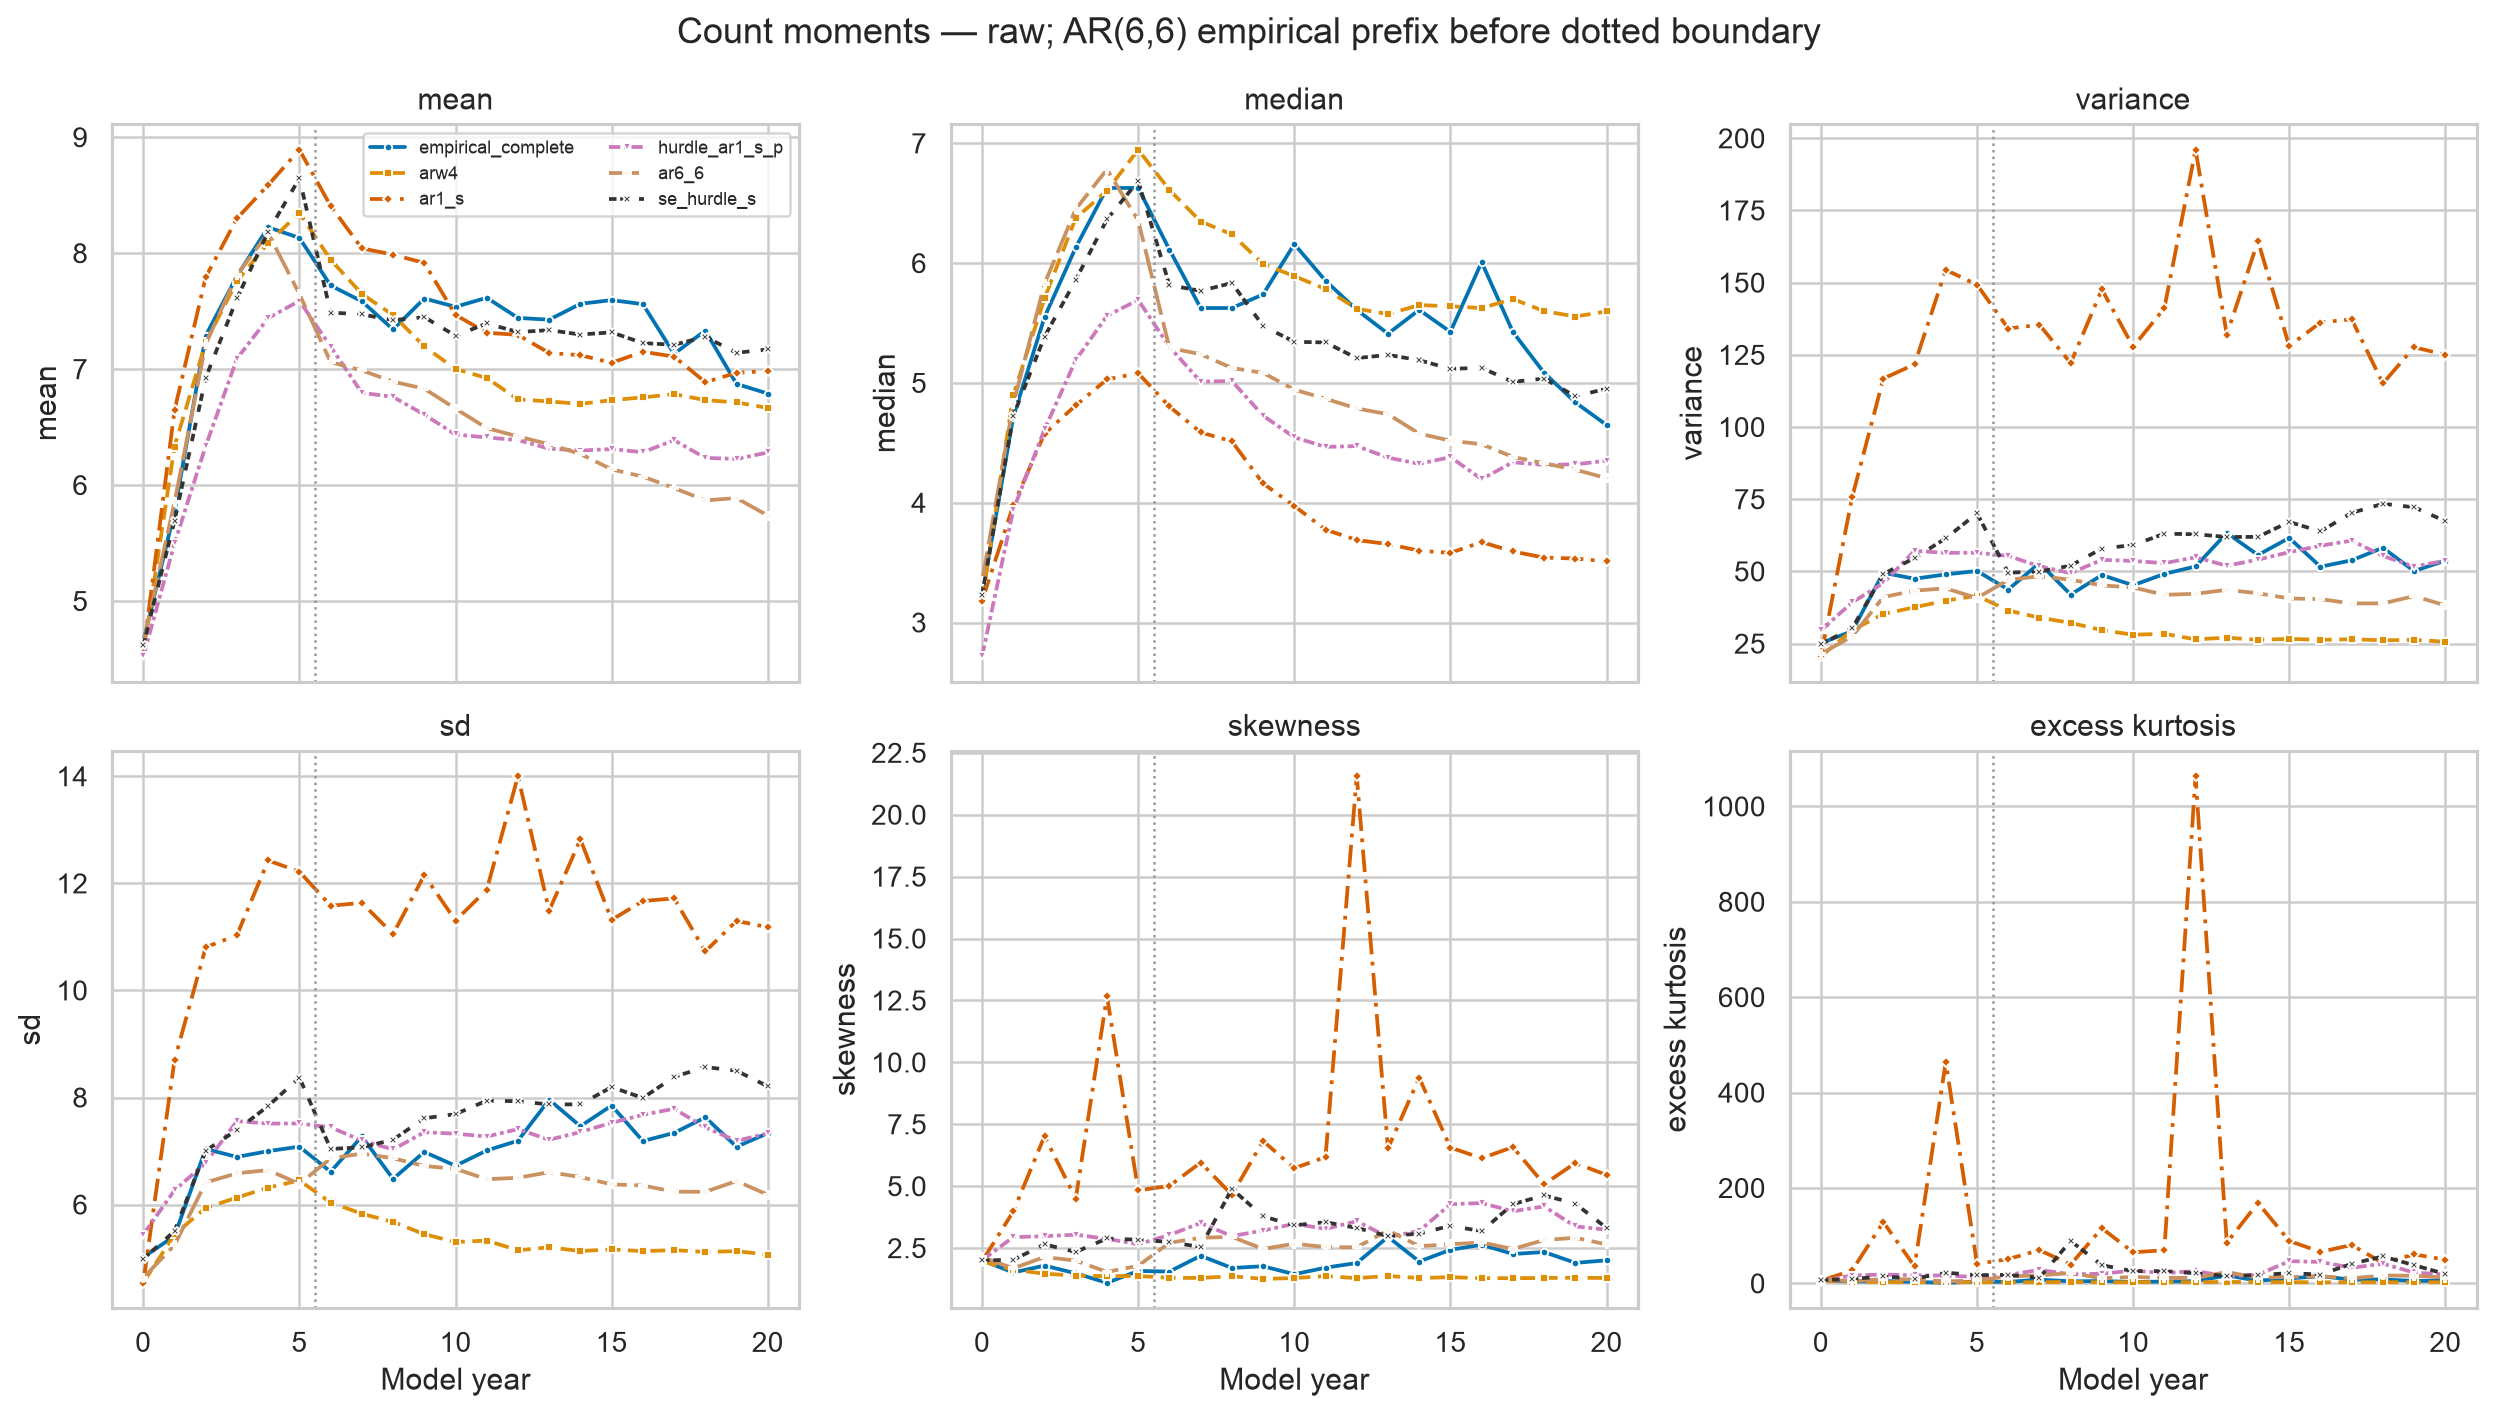 Count moments — raw; AR(6,6) empirical prefix before dotted boundary
mean
9
8
7
6
5
mean
empirical_complete
arw4
ar1_s
hurdle_ar1_s_p
ar6_6
se_hurdle_s
median
7
6
5
4
3
median
variance
200
175
150
125
100
75
50
25
variance
sd
14
12
10
8
6
sd
0 5 10 15 20
Model year
skewness
22.5
20.0
17.5
15.0
12.5
10.0
7.5
5.0
2.5
skewness
0 5 10 15 20
Model year
excess kurtosis
1000
800
600
400
200
0
excess kurtosis
0 5 10 15 20
Model year